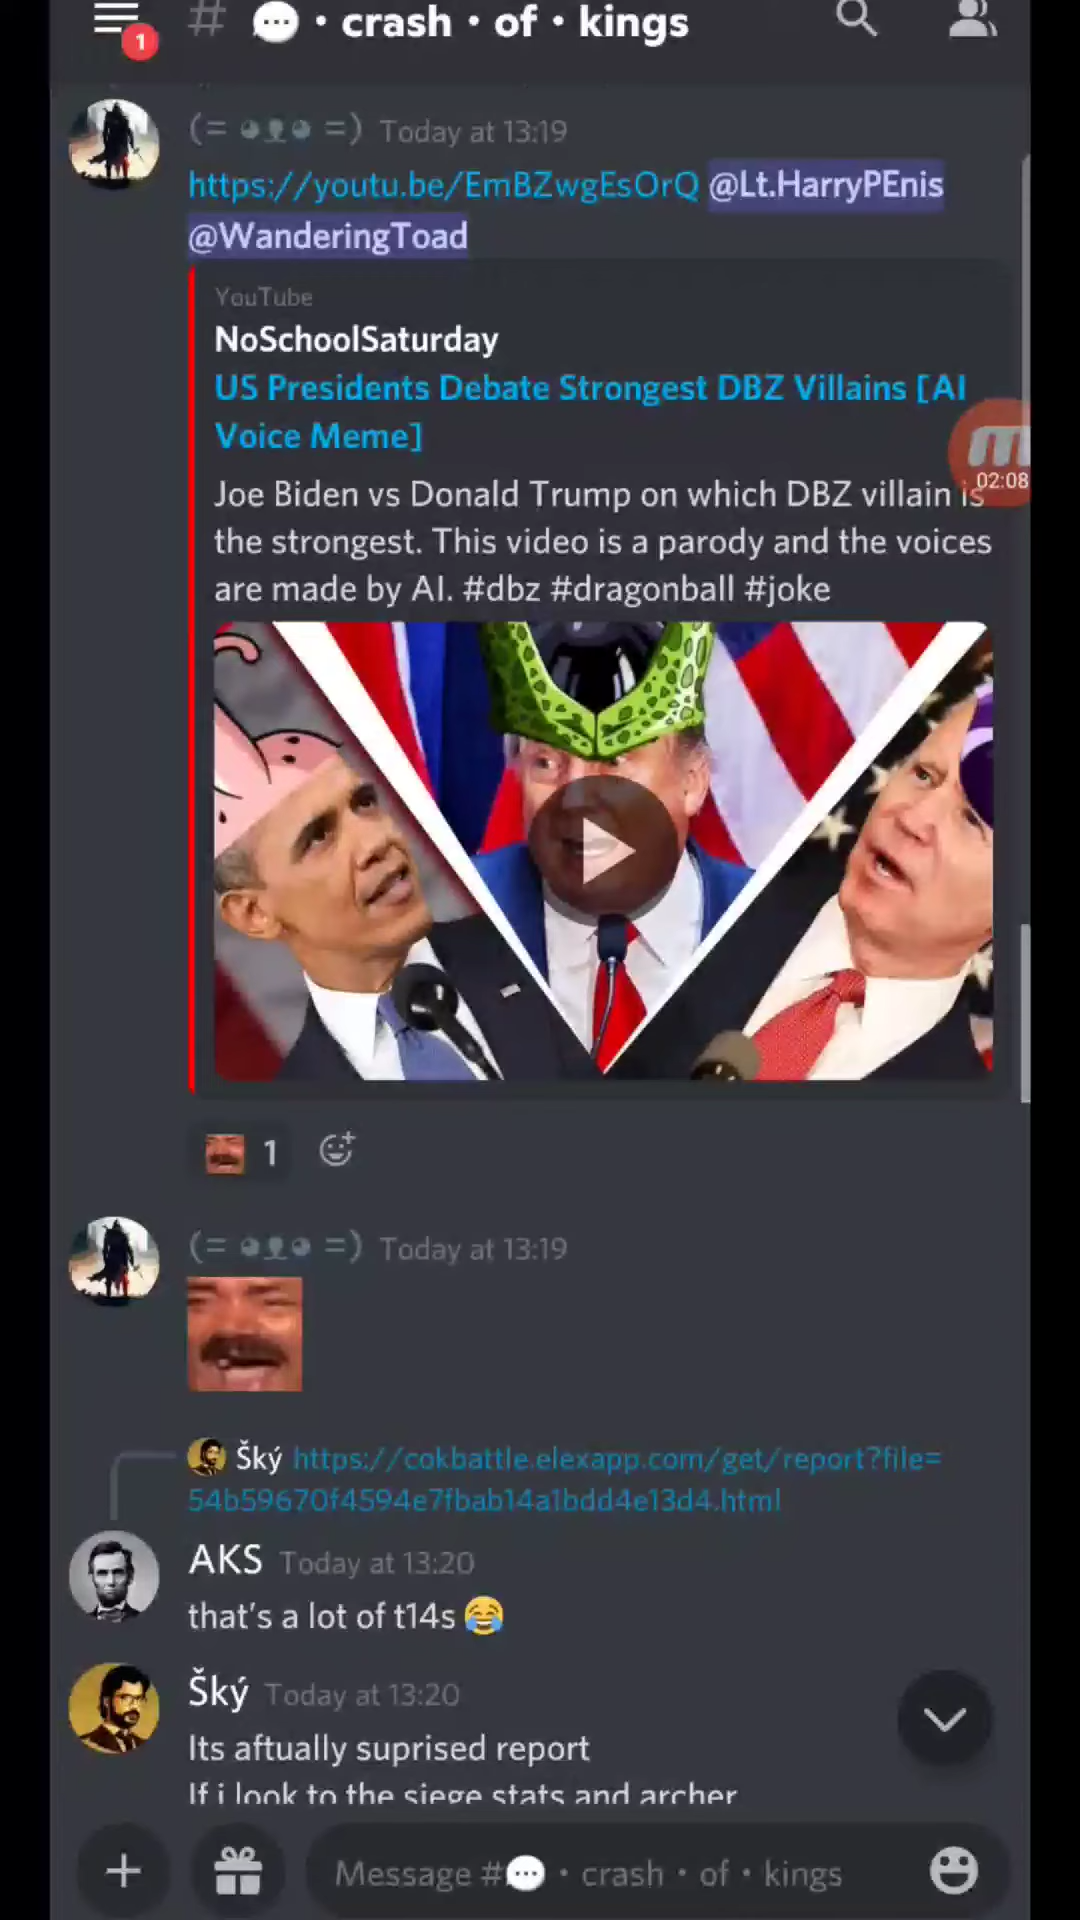 1
# 💬 • crash • of • kings
(= ◕ᴥ◕ =) Today at 13:19
https://youtu.be/EmBZwgEsOrQ @Lt.HarryPEnis
@WanderingToad
YouTube
NoSchoolSaturday
US Presidents Debate Strongest DBZ Villains [AI
Voice Meme]
Joe Biden vs Donald Trump on which DBZ villain is
02:08
the strongest. This video is a parody and the voices
are made by AI. #dbz #dragonball #joke
1
(= ◕ᴥ◕ =) Today at 13:19
Šký https://cokbattle.elexapp.com/get/report?file=
54b59670f4594e7fbab14a1bdd4e13d4.html
AKS Today at 13:20
that's a lot of t14s😂
Šký Today at 13:20
Its aftually suprised report
If i look to the siege stats and archer
Message #💬 • crash • of • kings